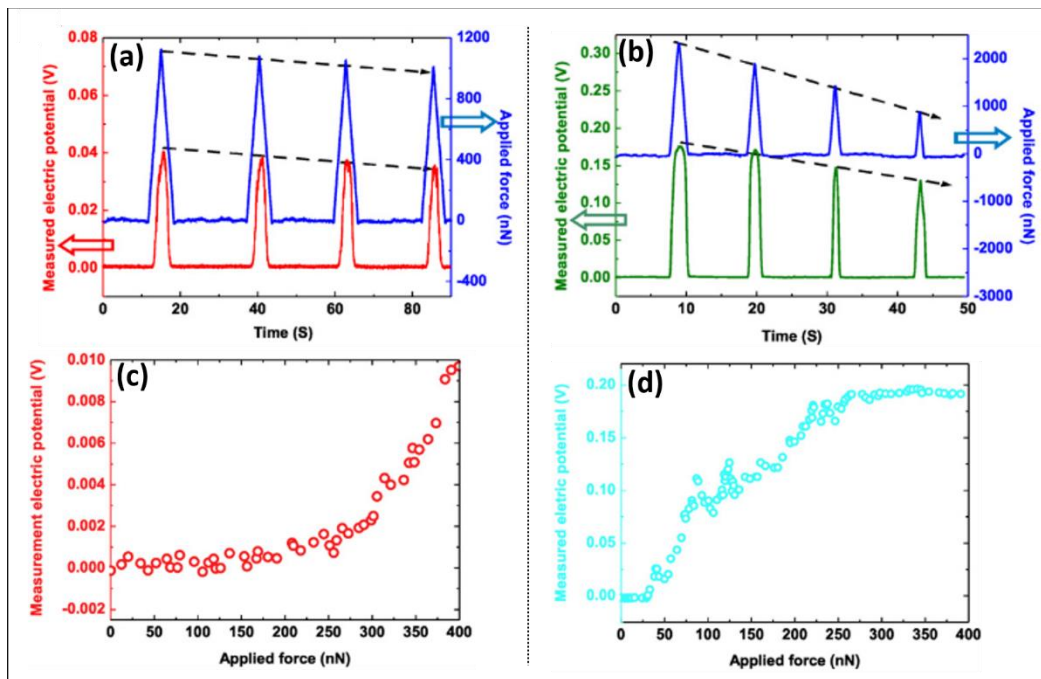 (a)
0.08
0.06
0.04
0.02
0.00
Measured electric potential (V)
1200
800
400
0
-400
Applied force (nN)
0 20 40 60 80
Time (S)
(b)
0.30
0.25
0.20
0.15
0.10
0.05
0.00
Measured electric potential (V)
2000
1000
0
-1000
-2000
-3000
Applied force (nN)
0 10 20 30 40 50
Time (S)
(c)
0.010
0.008
0.006
0.004
0.002
0.000
-0.002
Measurement electric potential (V)
0 50 100 150 200 250 300 350 400
Applied force (nN)
(d)
0.20
0.15
0.10
0.05
0.00
Measured eletric potential (V)
0 50 100 150 200 250 300 350 400
Applied force (nN)